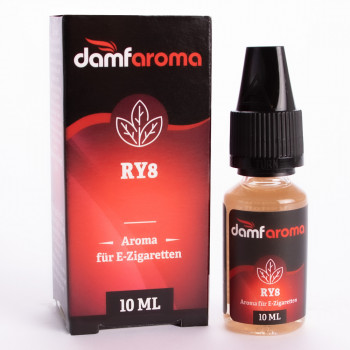 damfaroma
RY8
Aroma
für E-Zigaretten
10 ML
damfaroma
RY8
Aroma für E-Zigaretten
10 ML